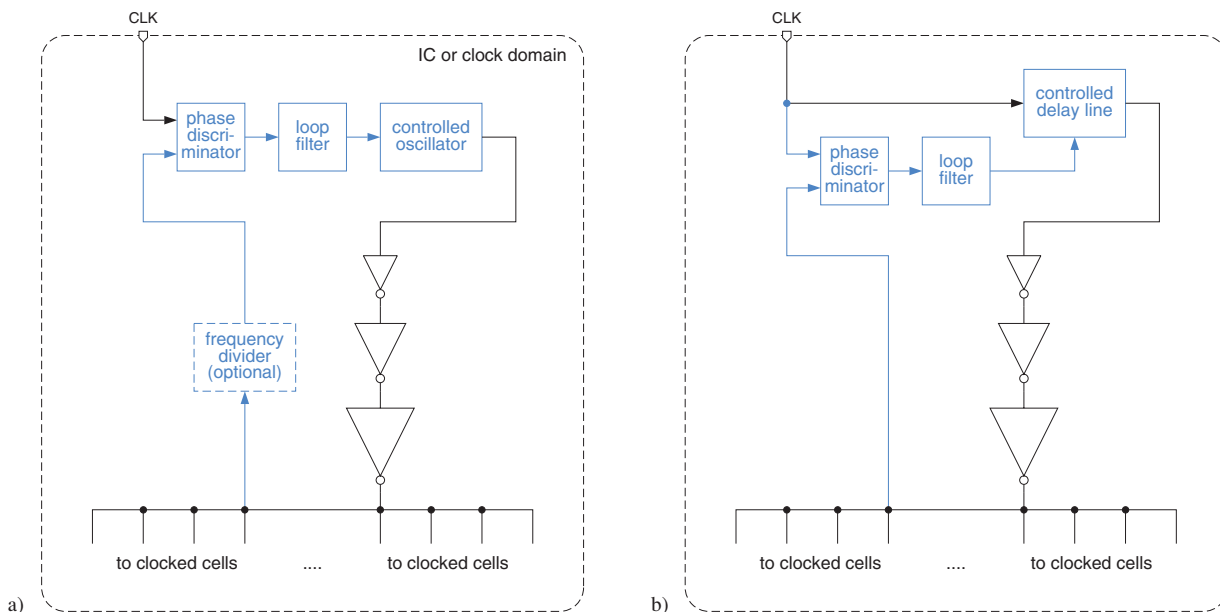 CLK
IC or clock domain
phase
discri-
minator
loop
filter
controlled
oscillator
frequency
divider
(optional)
to clocked cells .... to clocked cells
a)
CLK
controlled
delay line
phase
discri-
minator
loop
filter
to clocked cells .... to clocked cells
b)